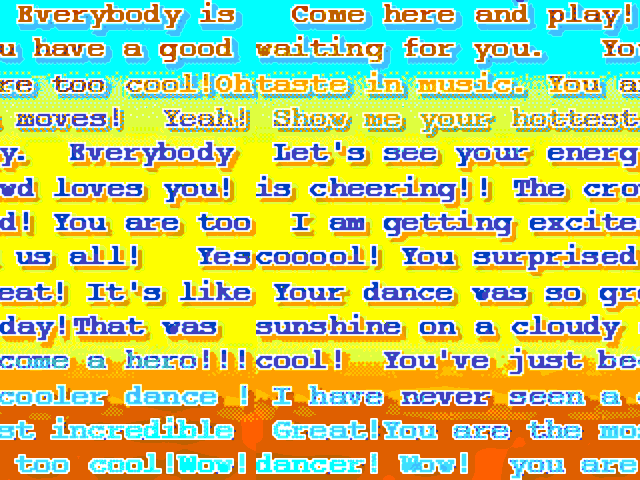 Everybody is    Come here and play!
u have a good  waiting for you.    Yo
re too cool!Oh taste in music. You a
moves!   Yeah!  Show me your hottest
y.   Everybody   Let's see your energ
wd loves you!  is cheering!! The cro
d! You are too   I am getting excite
us all!    Yes cooool! You surprised
eat! It's like  Your dance was so gr
day!That was   sunshine on a cloudy
come a hero!!! cool!   You've just be
cooler dance !  I have never seen a
st incredible   Great!You are the mo
too cool!Wow! dancer!  Wow!   you are